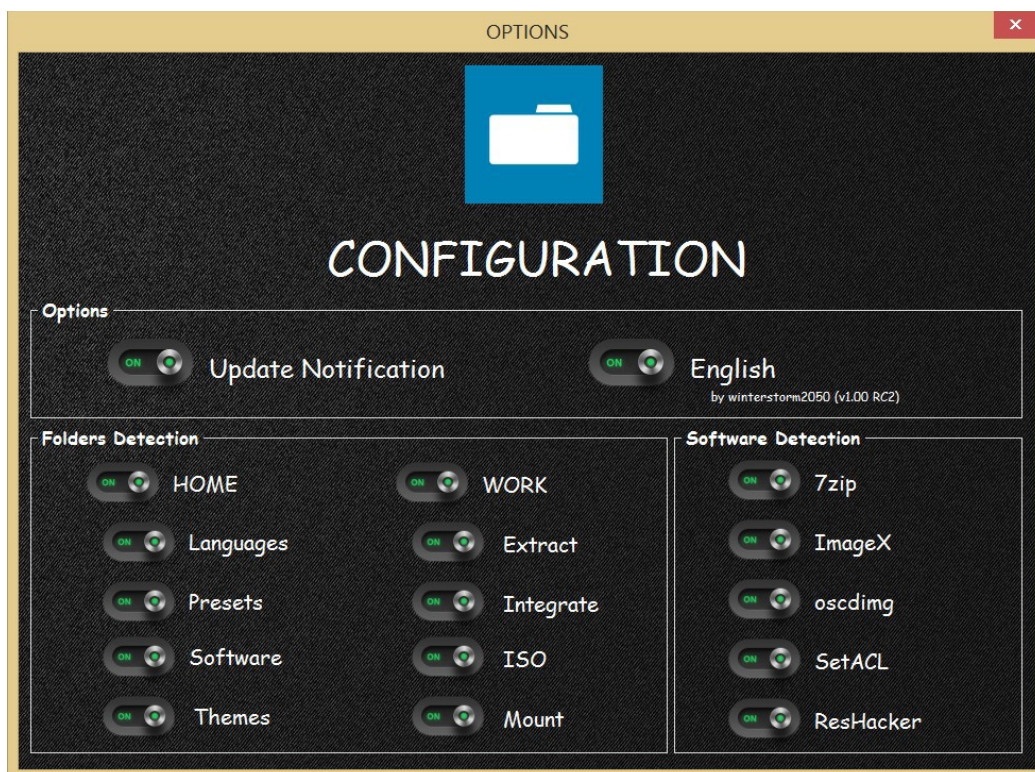 OPTIONS
CONFIGURATION
Options
ON Update Notification
ON English
by winterstorm2050 (v1.00 RC2)
Folders Detection
ON HOME
ON WORK
ON Languages
ON Extract
ON Presets
ON Integrate
ON Software
ON ISO
ON Themes
ON Mount
Software Detection
ON 7zip
ON ImageX
ON oscdimg
ON SetACL
ON ResHacker